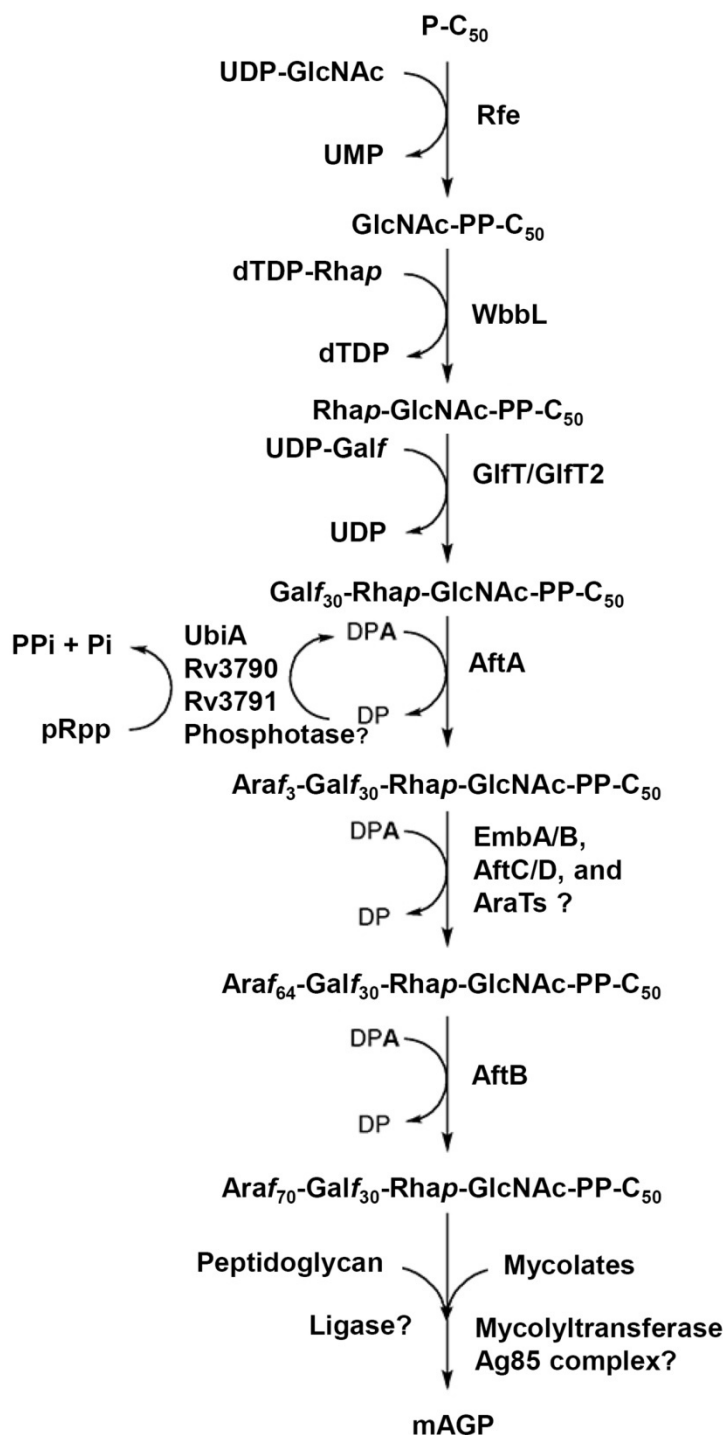 P-C₅₀
UDP-GlcNAc
Rfe
UMP
GlcNAc-PP-C₅₀
dTDP-Rhap
WbbL
dTDP
Rhap-GlcNAc-PP-C₅₀
UDP-Galf
GlfT/GlfT2
UDP
Galf₃₀-Rhap-GlcNAc-PP-C₅₀
PPi + Pi
pRpp
UbiA
Rv3790
Rv3791
Phosphotase?
DPA
DP
AftA
Araf₃-Galf₃₀-Rhap-GlcNAc-PP-C₅₀
DPA
DP
EmbA/B,
AftC/D, and
AraTs ?
Araf₆₄-Galf₃₀-Rhap-GlcNAc-PP-C₅₀
DPA
AftB
DP
Araf₇₀-Galf₃₀-Rhap-GlcNAc-PP-C₅₀
Peptidoglycan
Mycolates
Ligase?
Mycolyltransferase
Ag85 complex?
mAGP